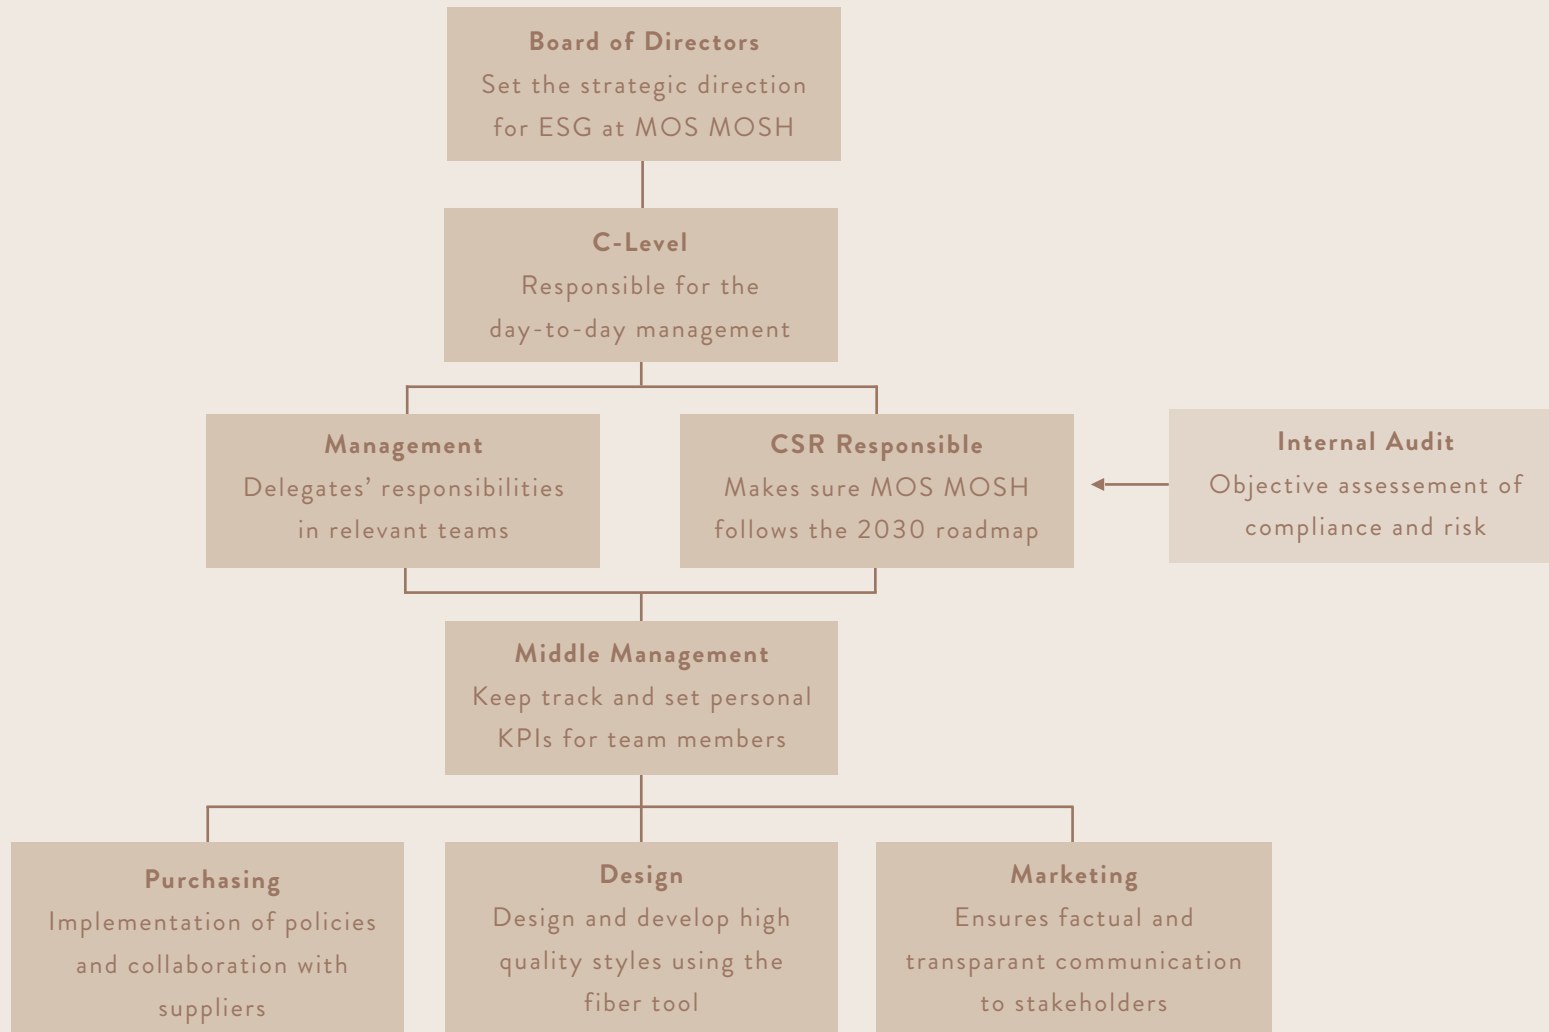 Board of Directors
Set the strategic direction
for ESG at MOS MOSH
C-Level
Responsible for the
day-to-day management
Management
Delegates’ responsibilities
in relevant teams
CSR Responsible
Makes sure MOS MOSH
follows the 2030 roadmap
Internal Audit
Objective assessement of
compliance and risk
Middle Management
Keep track and set personal
KPIs for team members
Purchasing
Implementation of policies
and collaboration with
suppliers
Design
Design and develop high
quality styles using the
fiber tool
Marketing
Ensures factual and
transparant communication
to stakeholders